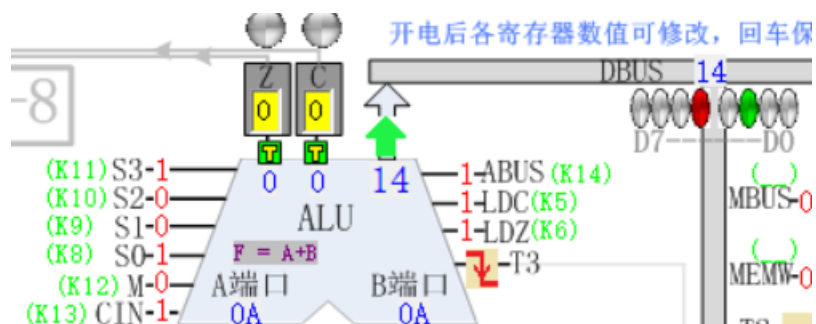 开电后各寄存器数值可修改，回车保
Z C
DBUS 14
0 0
-8
D7 D0
(K11) S3-1 0 0 14 1-ABUS (K14) (__)
(K10) S2-0 ALU 1-LDC(K5) MBUS-0
(K9) S1-0 1-LDZ(K6)
(K8) S0-1 F = A+B T3 (__)
(K12) M-0 A端口 B端口 MEMW-0
(K13) CIN-1- 0A 0A